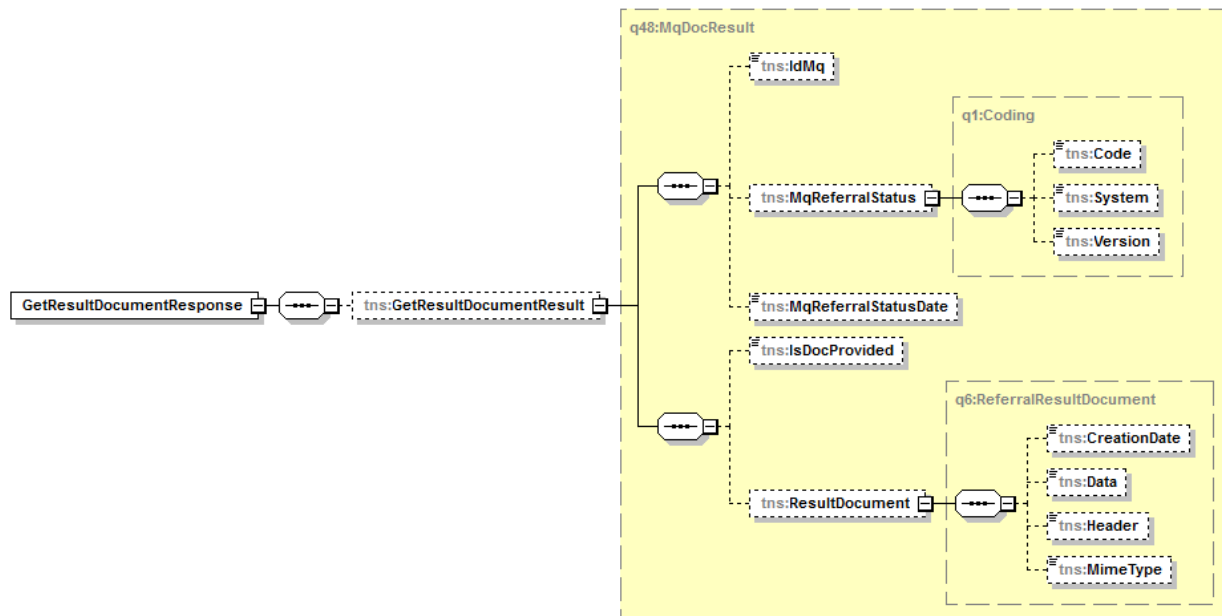 q48:MqDocResult
tns:IdMq
q1:Coding
tns:Code
tns:MqReferralStatus
tns:System
tns:Version
GetResultDocumentResponse
tns:GetResultDocumentResult
tns:MqReferralStatusDate
tns:IsDocProvided
q6:ReferralResultDocument
tns:CreationDate
tns:Data
tns:ResultDocument
tns:Header
tns:MimeType